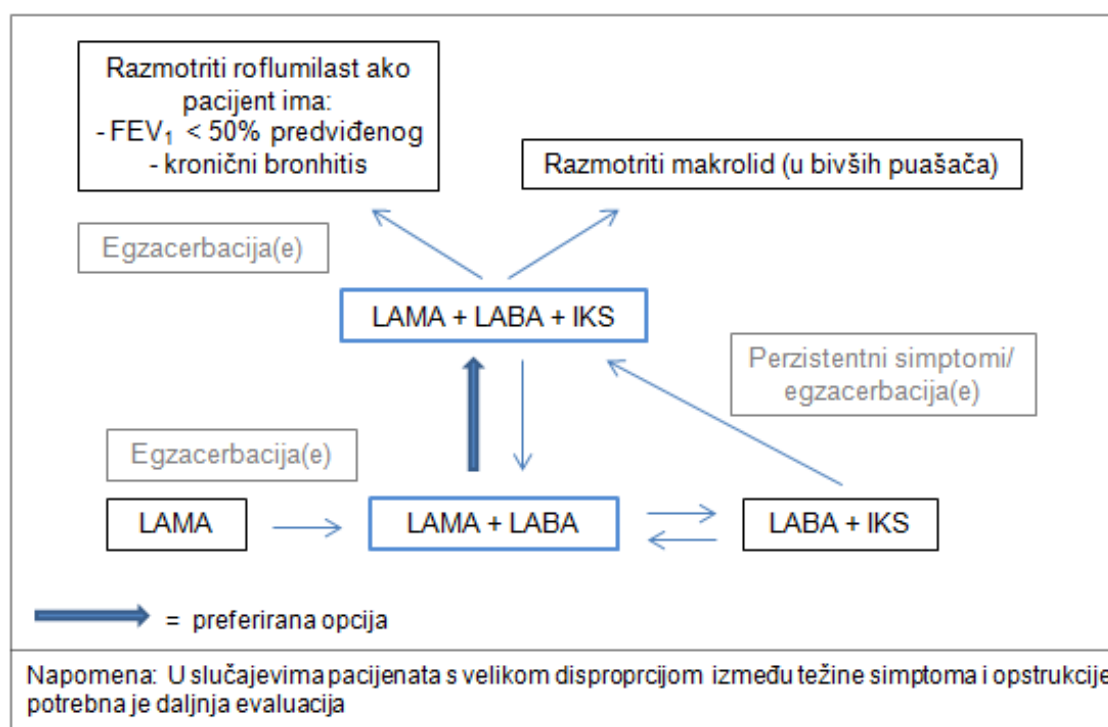 Razmotriti roflumilast ako
pacijent ima:
- FEV₁ < 50% predviđenog
- kronični bronhitis
Razmotriti makrolid (u bivših puašača)
Egzacerbacija(e)
LAMA + LABA + IKS
Perzistentni simptomi/
egzacerbacija(e)
Egzacerbacija(e)
LAMA
LAMA + LABA
LABA + IKS
= preferirana opcija
Napomena: U slučajevima pacijenata s velikom disproprcijom između težine simptoma i opstrukcije
potrebna je daljnja evaluacija